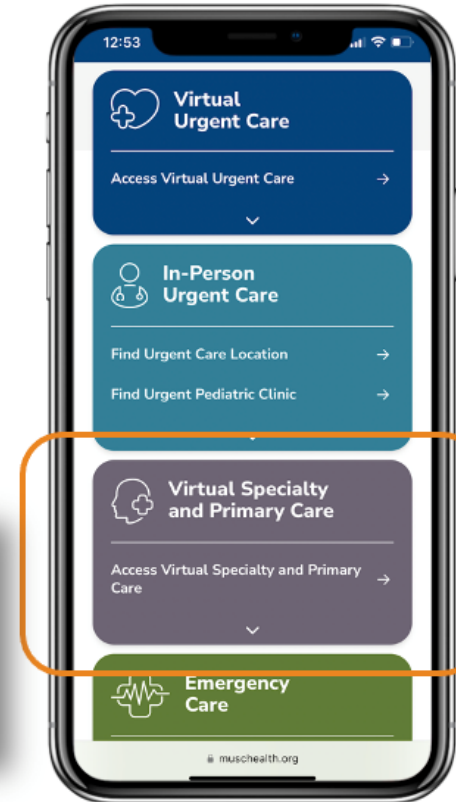 12:53
Virtual
Urgent Care
Access Virtual Urgent Care
In-Person
Urgent Care
Find Urgent Care Location
Find Urgent Pediatric Clinic
Virtual Specialty
and Primary Care
Access Virtual Specialty and Primary
Care
Emergency
Care
muschealth.org